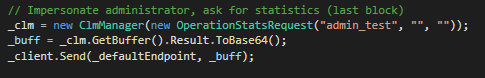 // Impersonate administrator, ask for statistics (last block)
_clm = new ClmManager(new OperationStatsRequest("admin_test", "", ""));
_buff = _clm.GetBuffer().Result.ToBase64();
_client.Send(_defaultEndpoint, _buff);